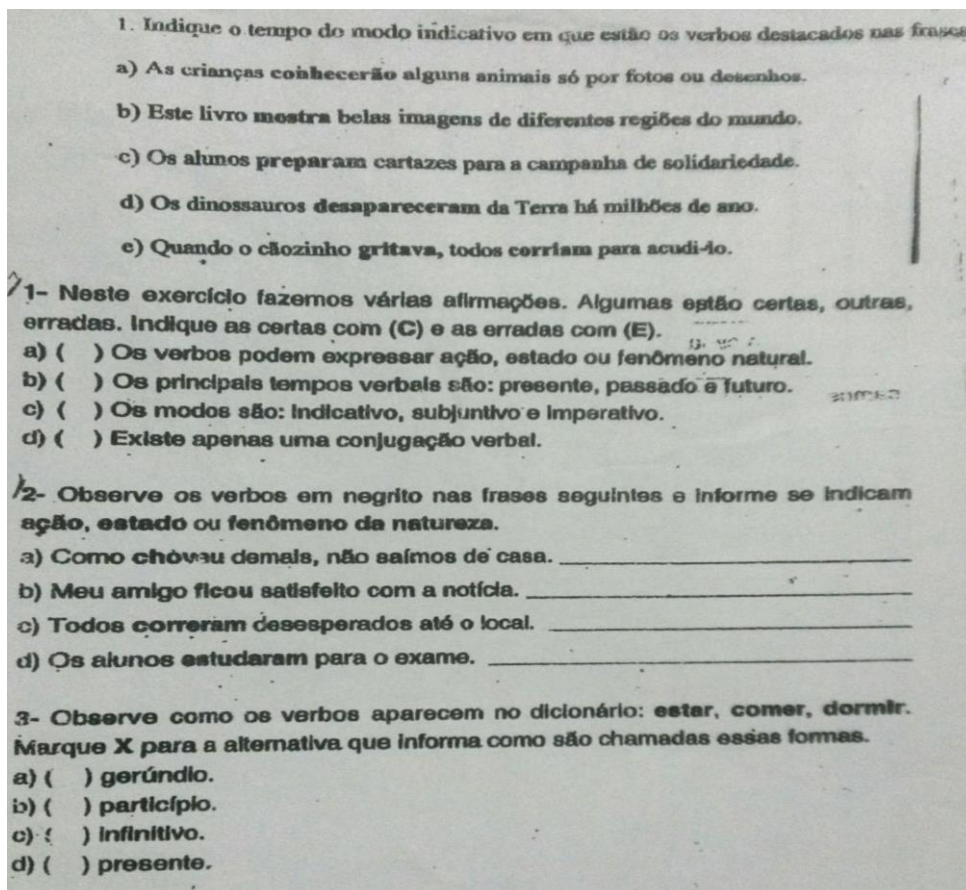 1. Indique o tempo do modo indicativo em que estão os verbos destacados nas frases
a) As crianças conhecerão alguns animais só por fotos ou desenhos.
b) Este livro mostra belas imagens de diferentes regiões do mundo.
c) Os alunos preparam cartazes para a campanha de solidariedade.
d) Os dinossauros desapareceram da Terra há milhões de ano.
e) Quando o cãozinho gritava, todos corriam para acudi-lo.
1- Neste exercício fazemos várias afirmações. Algumas estão certas, outras,
erradas. Indique as certas com (C) e as erradas com (E).
a) ( ) Os verbos podem expressar ação, estado ou fenômeno natural.
b) ( ) Os principais tempos verbais são: presente, passado e futuro.
c) ( ) Os modos são: indicativo, subjuntivo e imperativo.
d) ( ) Existe apenas uma conjugação verbal.
2- Observe os verbos em negrito nas frases seguintes e informe se indicam
ação, estado ou fenômeno da natureza.
a) Como choveu demais, não saímos de casa.
b) Meu amigo ficou satisfeito com a notícia.
c) Todos correram desesperados até o local.
d) Os alunos estudaram para o exame.
3- Observe como os verbos aparecem no dicionário: estar, comer, dormir.
Marque X para a alternativa que informa como são chamadas essas formas.
a) ( ) gerúndio.
b) ( ) particípio.
c) ( ) infinitivo.
d) ( ) presente.